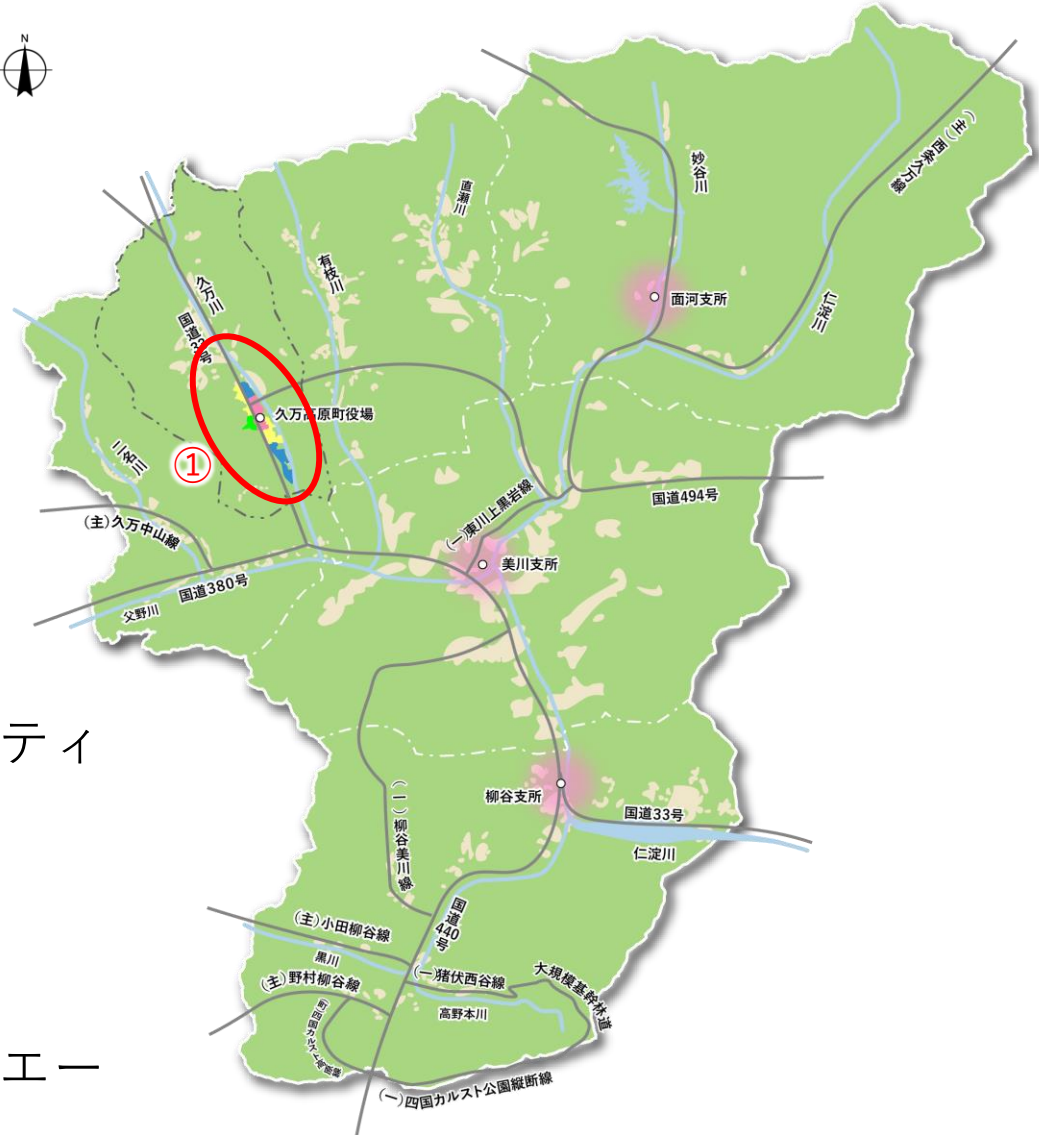 N
(主)西条久万線
妙谷川
直瀬川
有枝川
久万川
国道33号
面河支所
仁淀川
久万高原町役場
二名川
①
国道494号
(主)久万中山線
(一)東川上黒岩線
美川支所
国道380号
父野川
ティ
柳谷支所
国道33号
仁淀川
(一)柳谷美川線
国道440号
(主)小田柳谷線
黒川
(一)猪伏西谷線
大規模基幹林道
(主)野村柳谷線
高野本川
エー
(一)四国カルスト公園縦断線